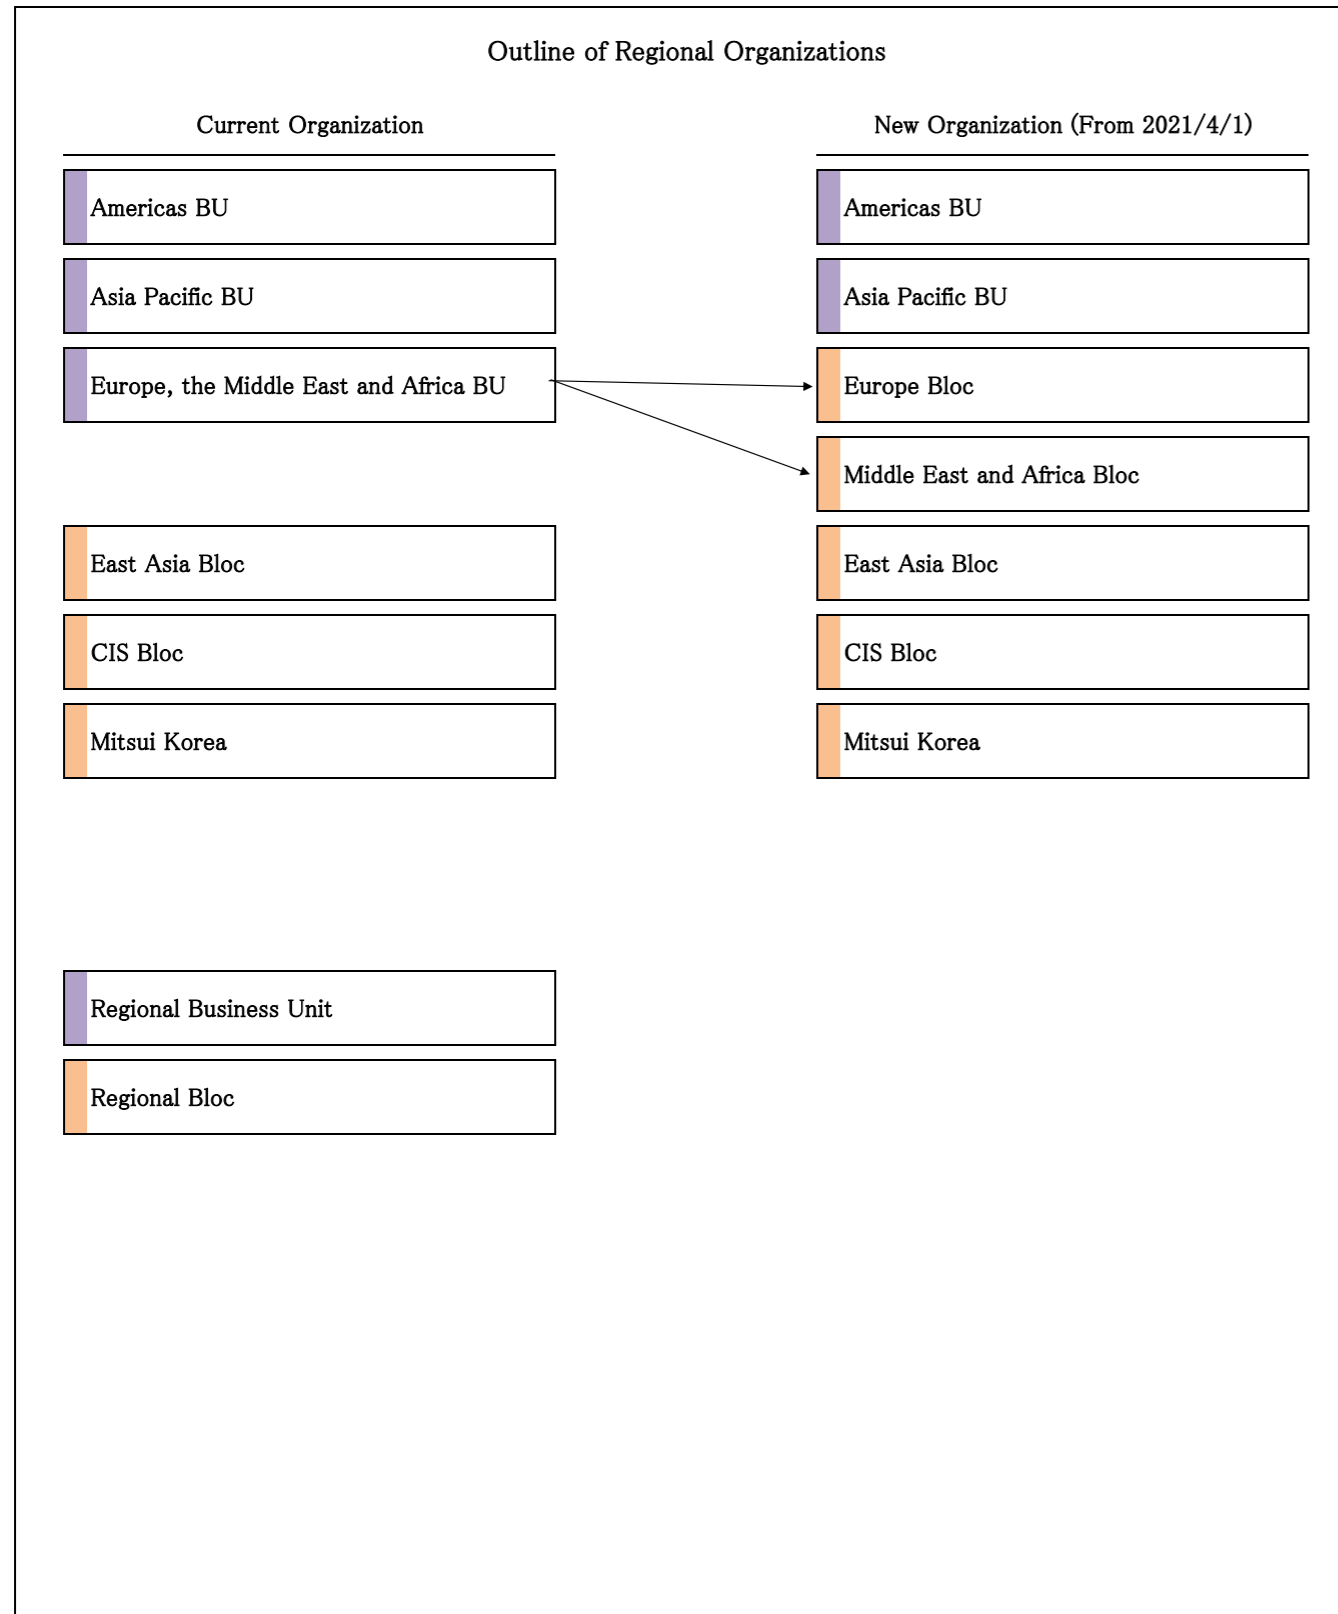 Outline of Regional Organizations
Current Organization
New Organization (From 2021/4/1)
Americas BU
Americas BU
Asia Pacific BU
Asia Pacific BU
Europe, the Middle East and Africa BU
Europe Bloc
Middle East and Africa Bloc
East Asia Bloc
East Asia Bloc
CIS Bloc
CIS Bloc
Mitsui Korea
Mitsui Korea
Regional Business Unit
Regional Bloc